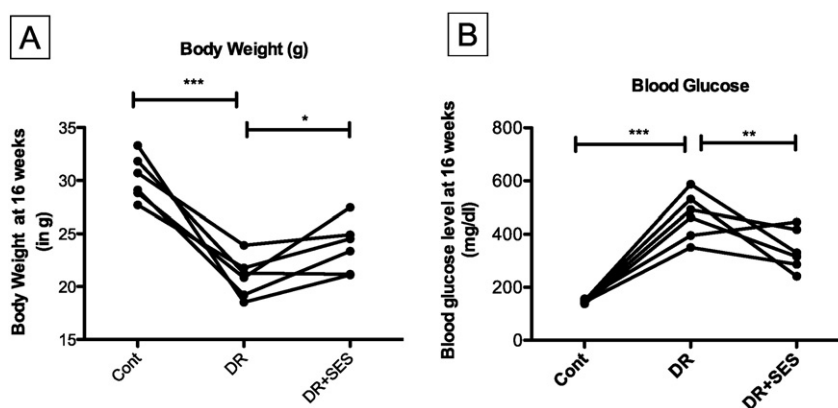 A
Body Weight (g)
***
*
Body Weight at 16 weeks
(in g)
35
30
25
20
15
Cont
DR
DR+SES
B
Blood Glucose
***
**
Blood glucose level at 16 weeks
(mg/dl)
800
600
400
200
0
Cont
DR
DR+SES